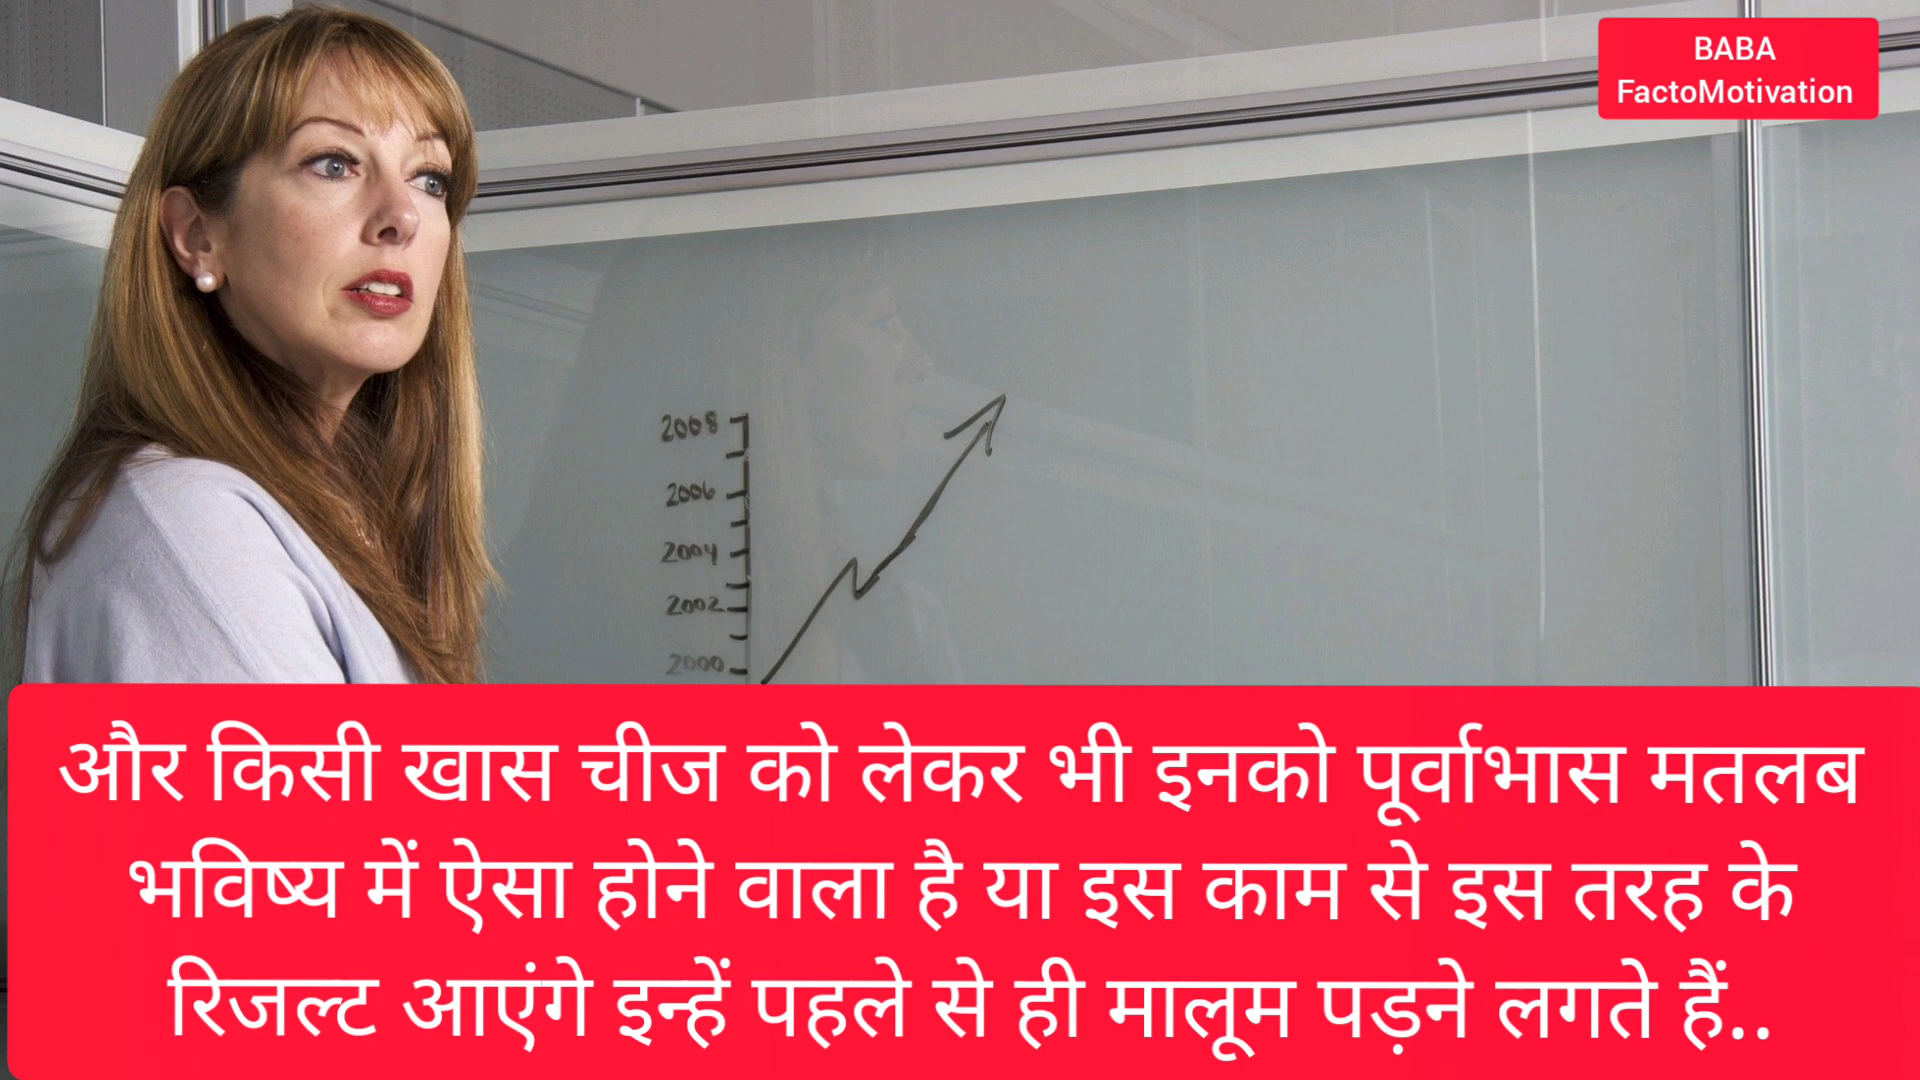 BABA
FactoMotivation
2008
2006
2004
2002
2000
और किसी खास चीज को लेकर भी इनको पूर्वाभास मतलब
भविष्य में ऐसा होने वाला है या इस काम से इस तरह के
रिजल्ट आएंगे इन्हें पहले से ही मालूम पड़ने लगते हैं..